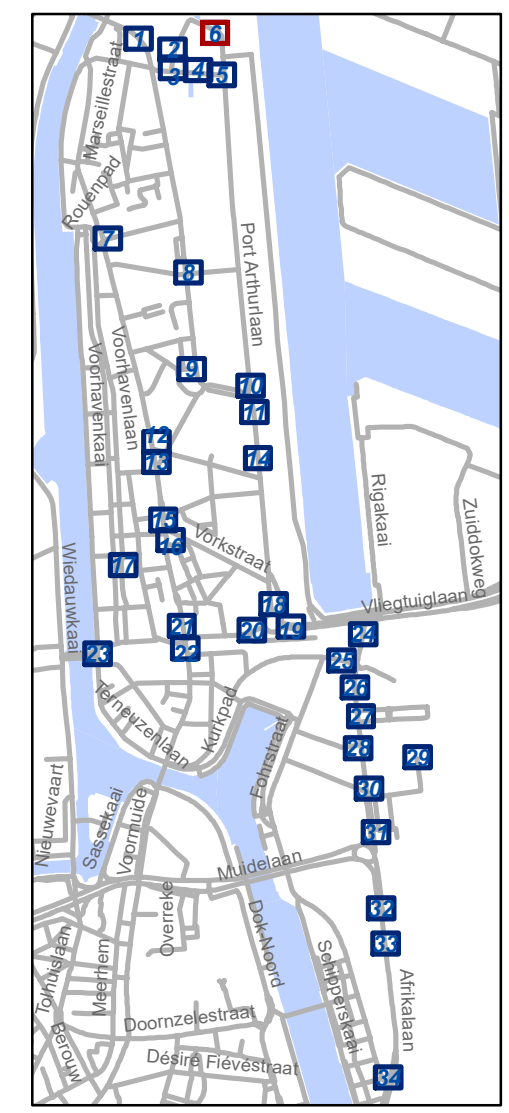 1
2
3
4
5
6
Marseillestraat
Rouenpad
7
8
Port Arthurlaan
Voorhavenlaan
Voorhavenkaai
9
10
11
12
13
14
Rigakaai
Zuiddokweg
15
16
Vorkstraat
17
Wiedauwkaai
18
19
20
21
22
23
Vliegtuiglaan
24
25
26
27
28
29
30
31
Terneuzenlaan
Kurkpad
Fohrstraat
Nieuwevaart
Sassekaai
Voormuide
Muidelaan
32
33
Overreke
Dok-Noord
Schipperskaai
Afrikalaan
Tolhuislaan
Meerhem
Berouw
Doornzelestraat
Désiré Fiévéstraat
34